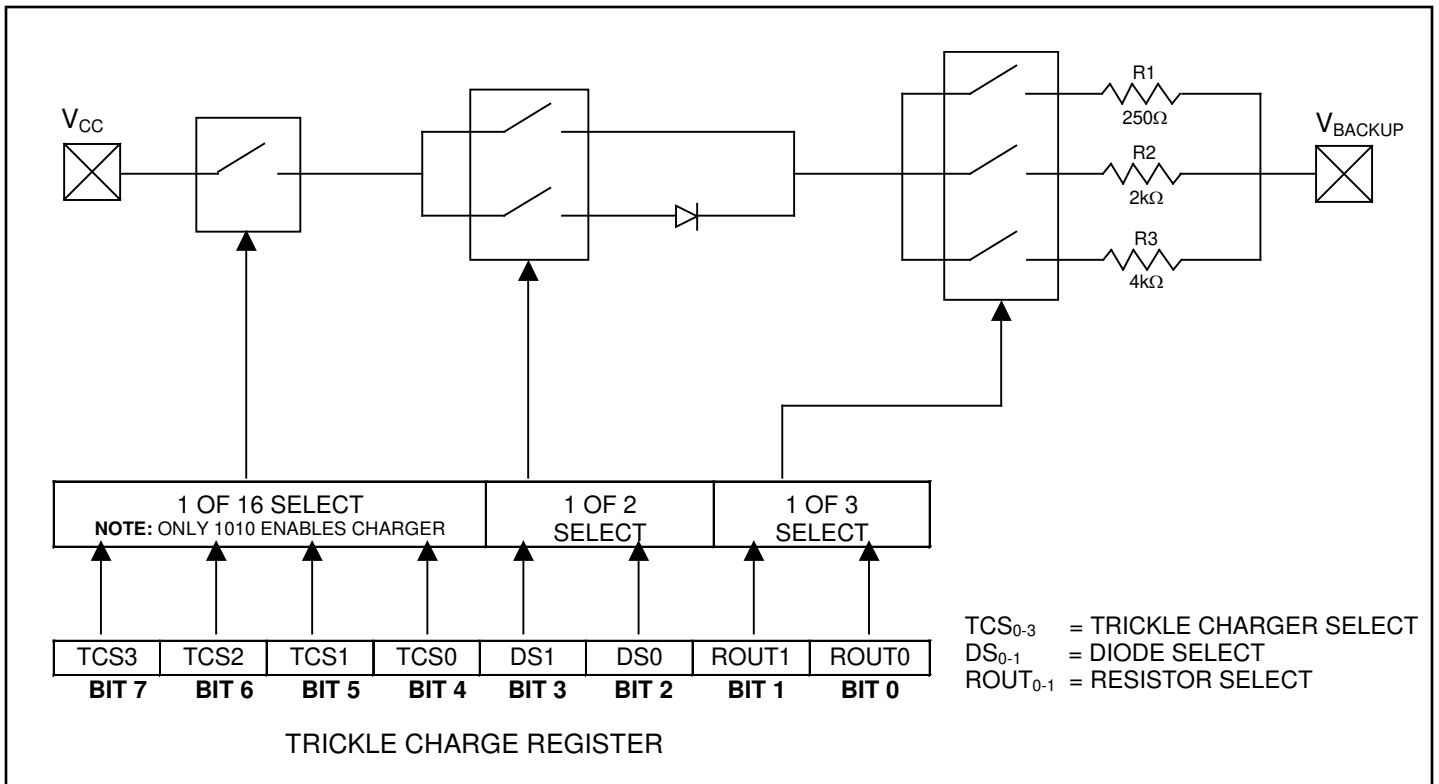 V_CC
R1
250Ω
V_BACKUP
R2
2kΩ
R3
4kΩ
1 OF 16 SELECT
NOTE: ONLY 1010 ENABLES CHARGER
1 OF 2
SELECT
1 OF 3
SELECT
TCS3 TCS2 TCS1 TCS0 DS1 DS0 ROUT1 ROUT0
BIT 7 BIT 6 BIT 5 BIT 4 BIT 3 BIT 2 BIT 1 BIT 0
TCS0-3 = TRICKLE CHARGER SELECT
DS0-1 = DIODE SELECT
ROUT0-1 = RESISTOR SELECT
TRICKLE CHARGE REGISTER